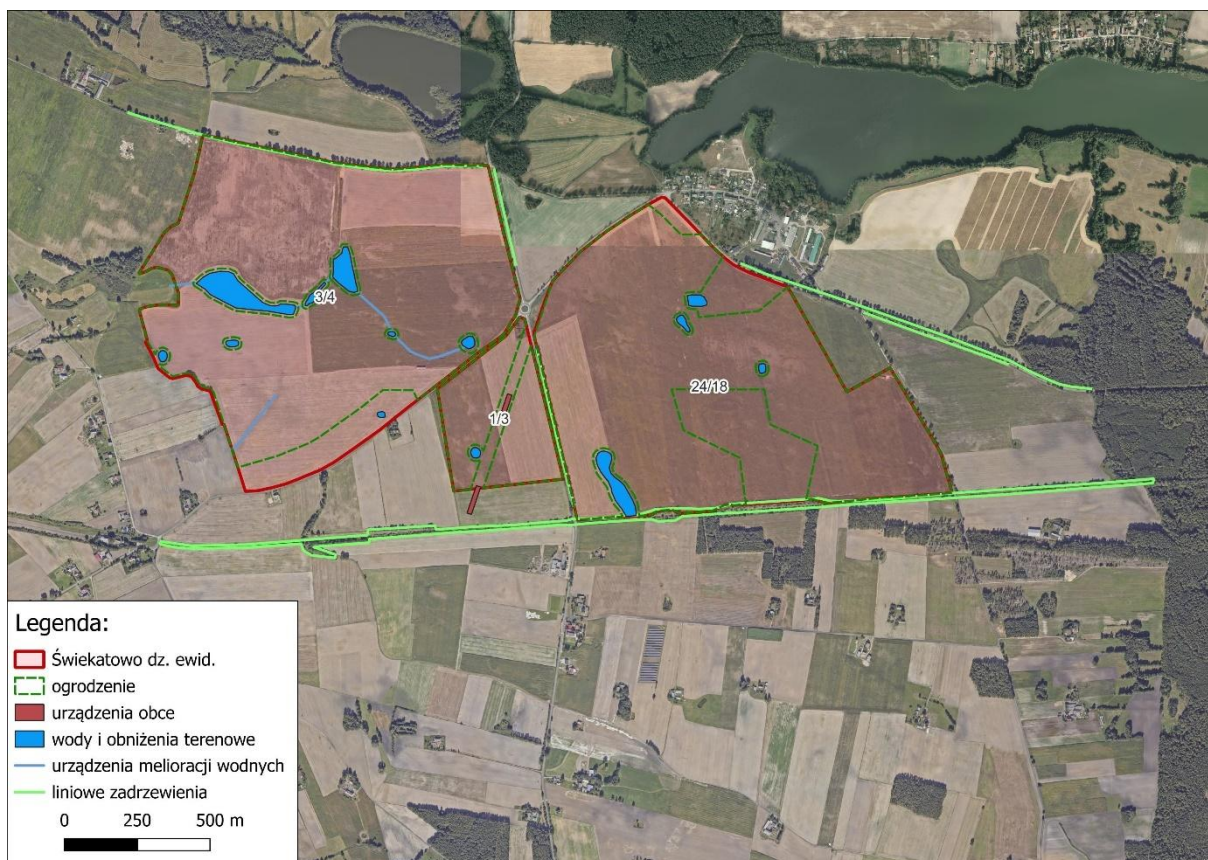 3/4
24/18
1/3
Legenda:
Świekatowo dz. ewid.
ogrodzenie
urządzenia obce
wody i obniżenia terenowe
urządzenia melioracji wodnych
liniowe zadrzewienia
0 250 500 m